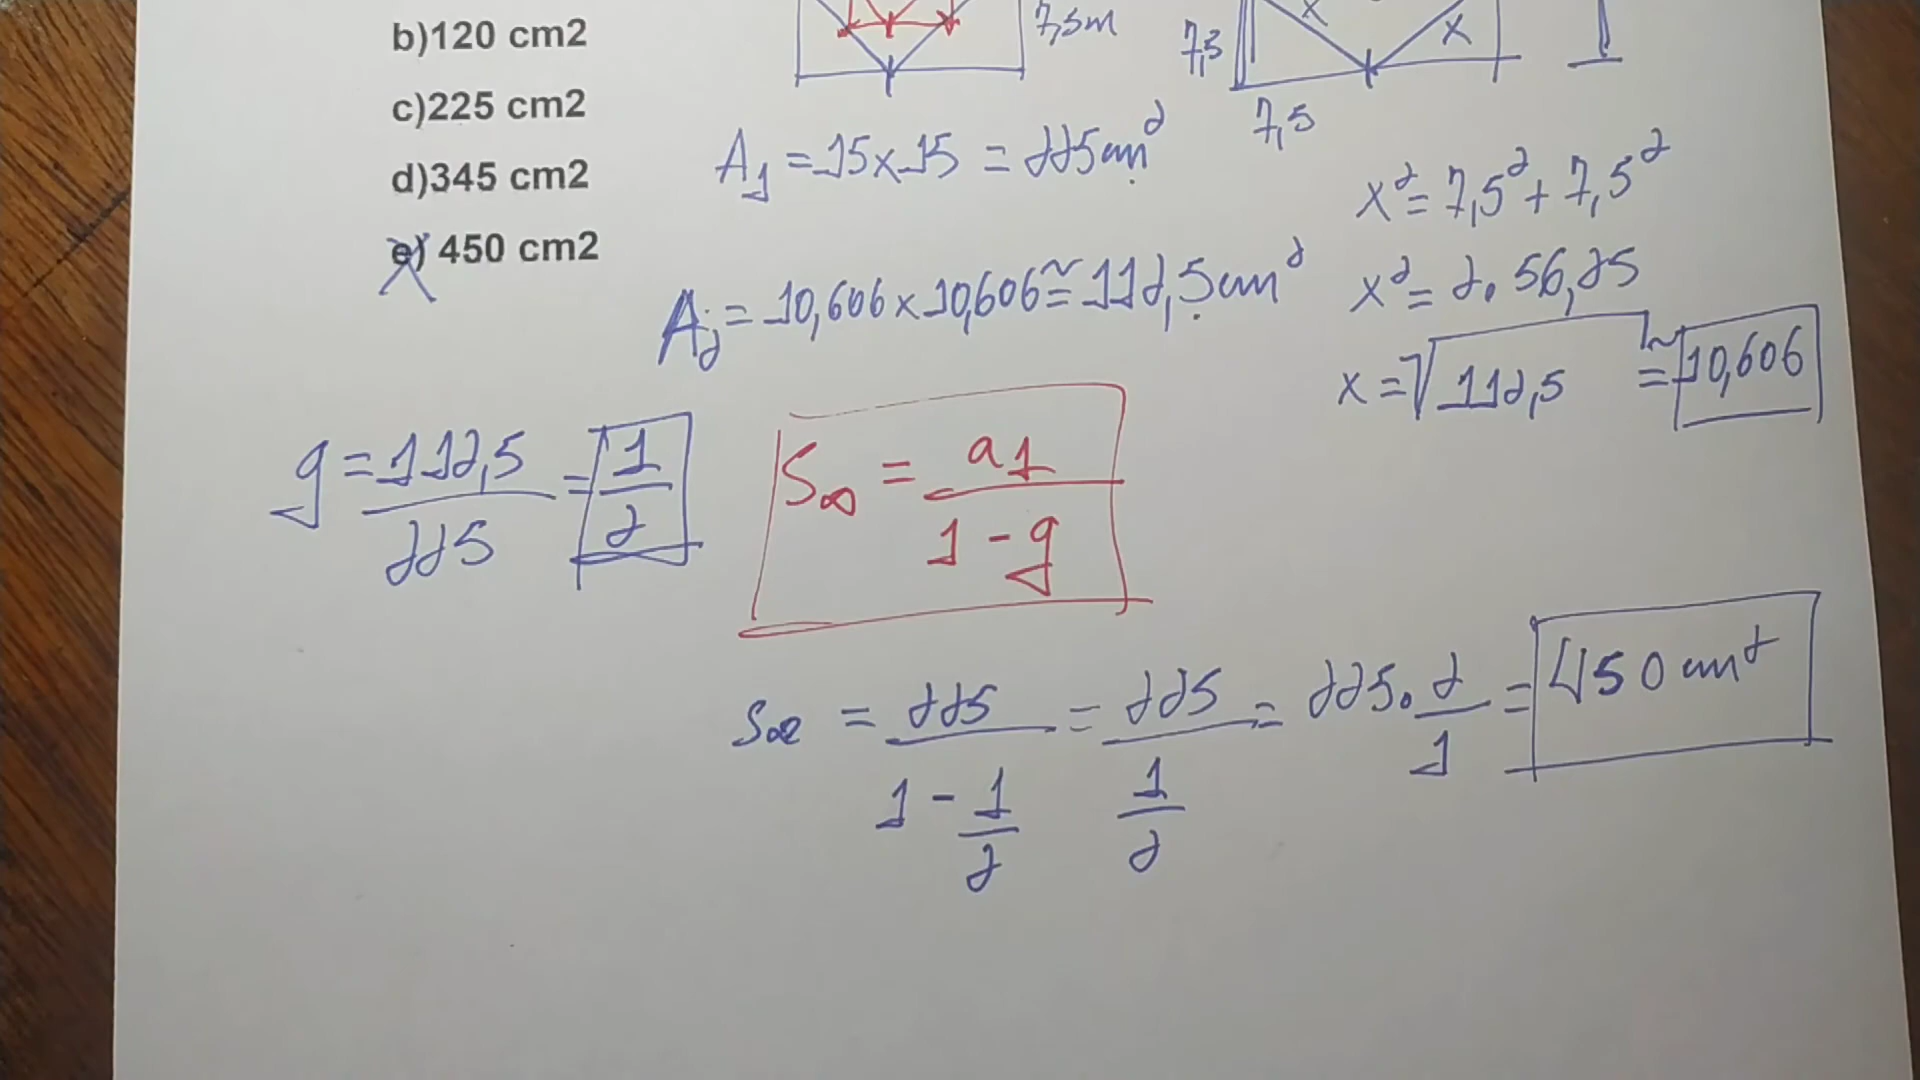 b)120 cm2
c)225 cm2
d)345 cm2
e) 450 cm2
7,5m
7,5
x
x
7,5
A1 = 15x15 = 225cm²
x² = 7,5² + 7,5²
A2 = 10,606 x 10,606 ≅ 112,5cm²
x² = 2. 56,25
x = √112,5 ≅ 10,606
q = 112,5/225 = 1/2
S∞ = a1/(1 - q)
S∞ = 225/(1 - 1/2) = 225/(1/2) = 225. 2/1 = 450 cm²